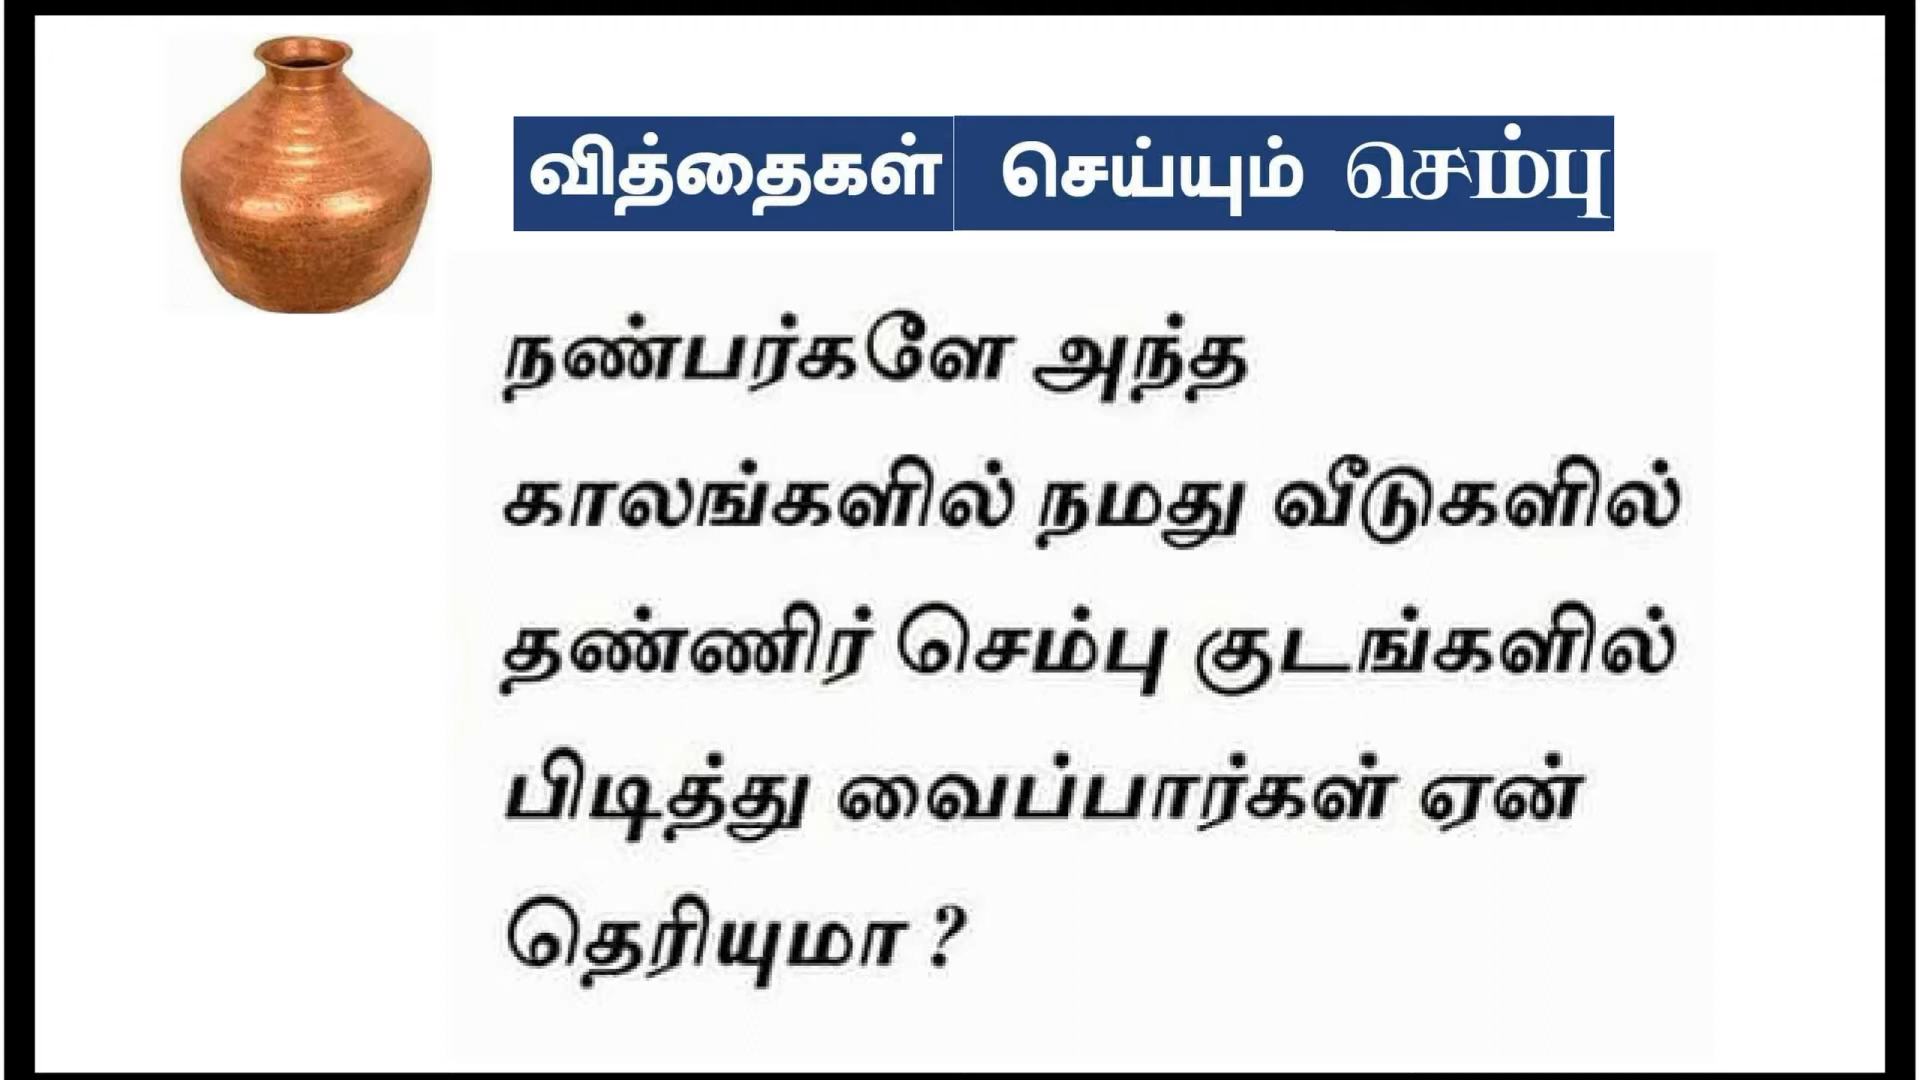 வித்தைகள் செய்யும் செம்பு
நண்பர்களே அந்த
காலங்களில் நமது வீடுகளில்
தண்ணிர் செம்பு குடங்களில்
பிடித்து வைப்பார்கள் ஏன்
தெரியுமா ?